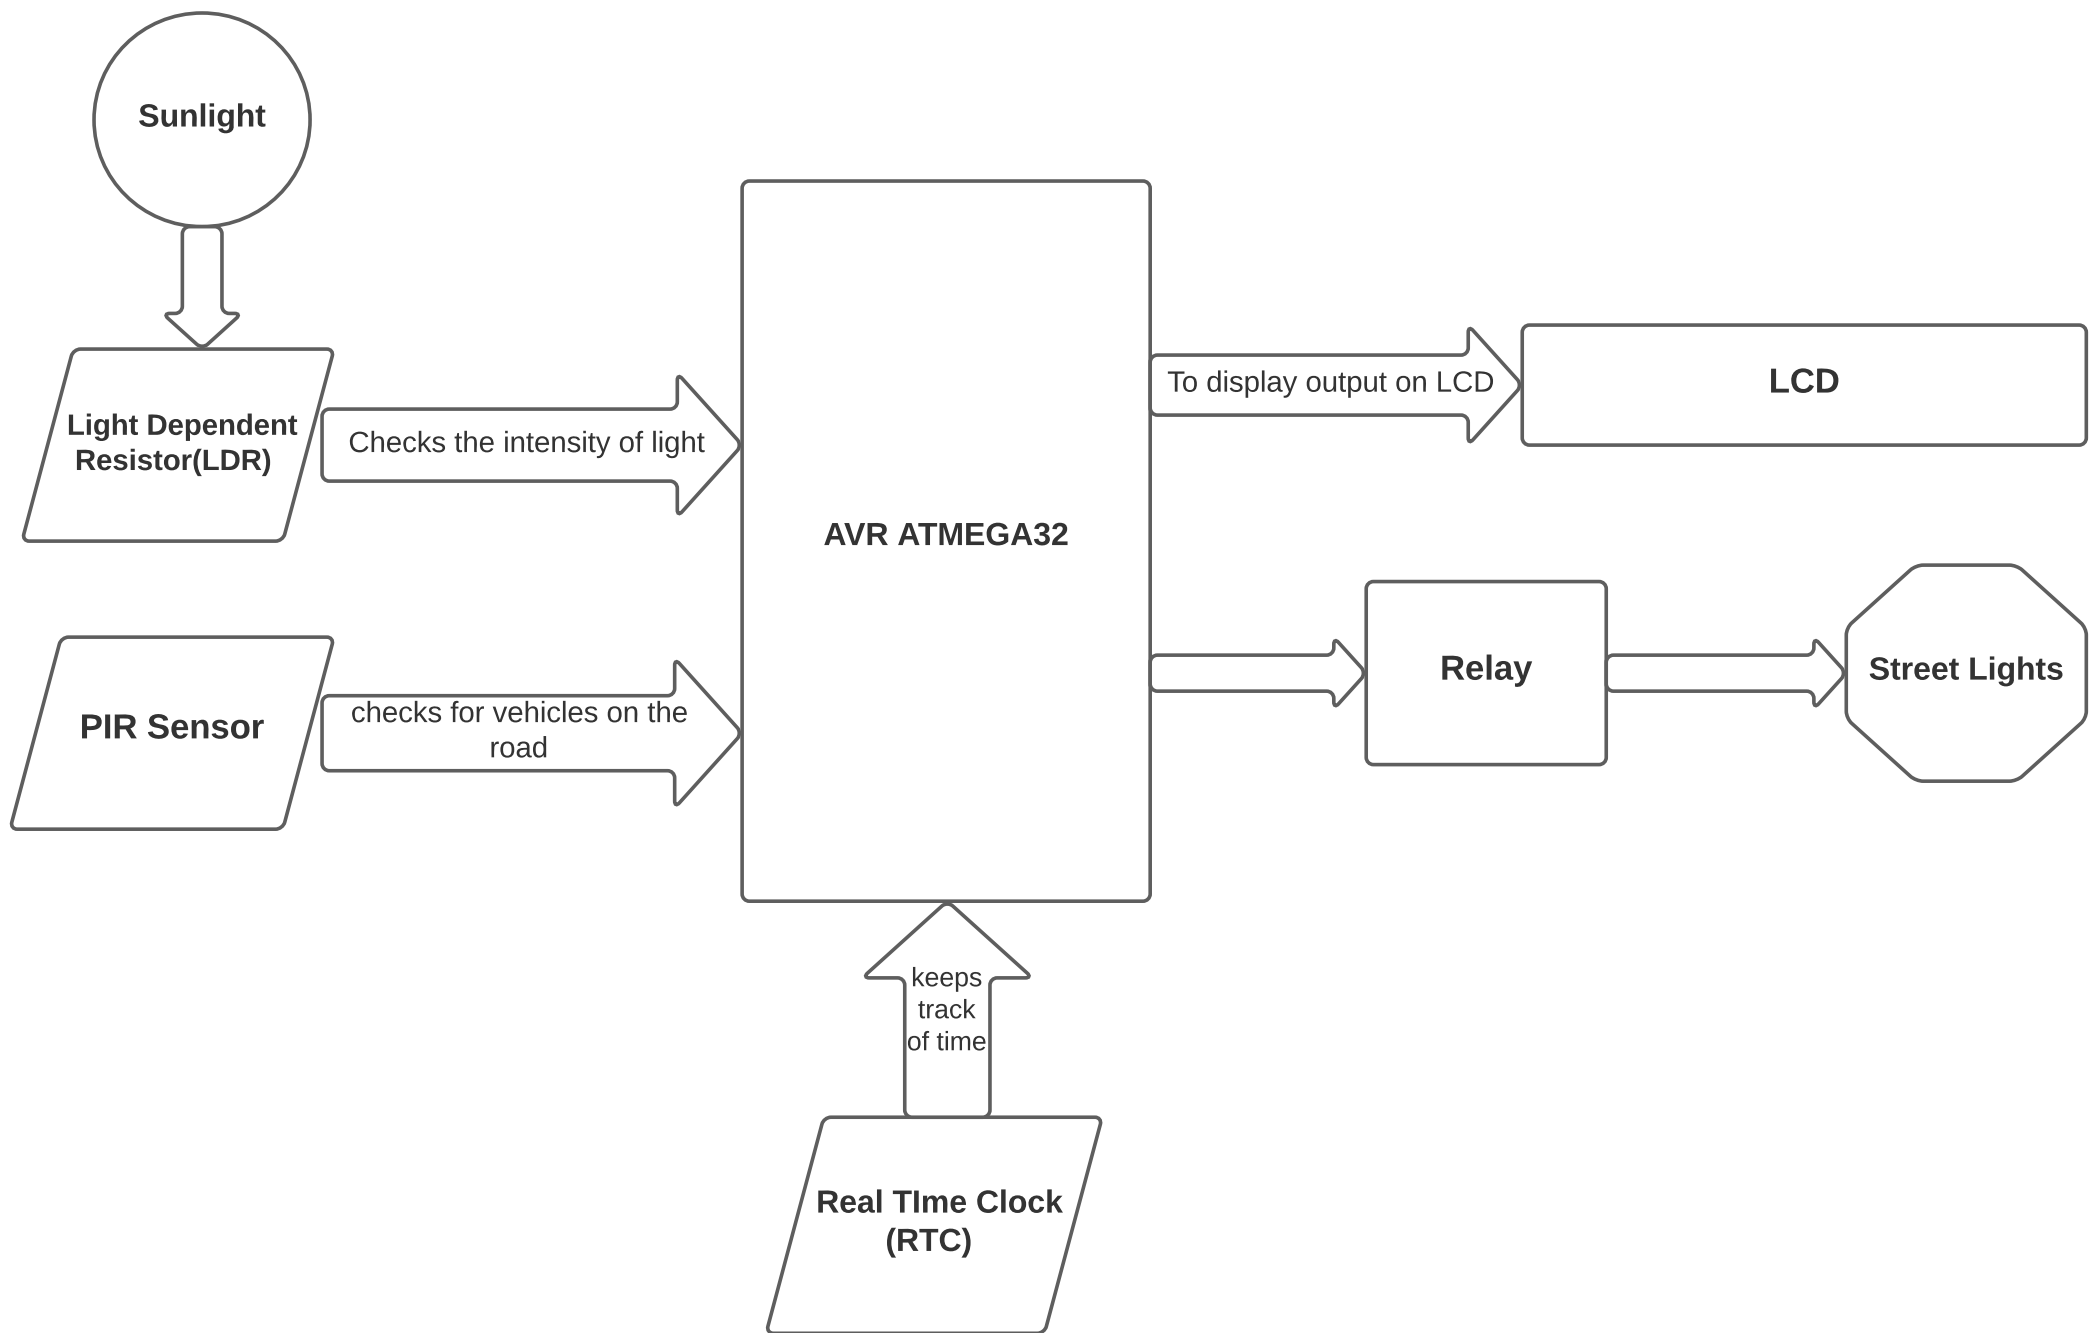 Sunlight
Light Dependent
Resistor(LDR)
Checks the intensity of light
To display output on LCD
LCD
AVR ATMEGA32
PIR Sensor
checks for vehicles on the
road
Relay
Street Lights
keeps
track
of time
Real TIme Clock
(RTC)